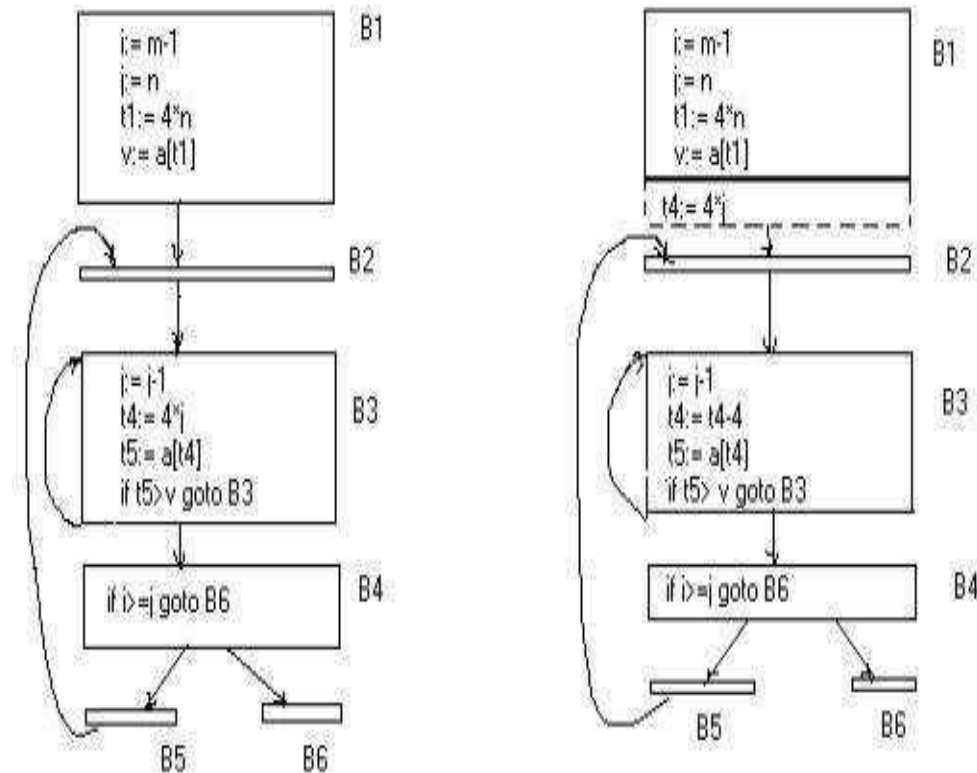 B1
i:= m-1
j:= n
t1:= 4*n
v:= a[t1]
B2
j:= j-1
t4:= 4*j
t5:= a[t4]
if t5>v goto B3
B3
if i>=j goto B6
B4
B5
B6
B1
i:= m-1
j:= n
t1:= 4*n
v:= a[t1]
t4:= 4*j
B2
j:= j-1
t4:= t4-4
t5:= a[t4]
if t5> v goto B3
B3
if i>=j goto B6
B4
B5
B6